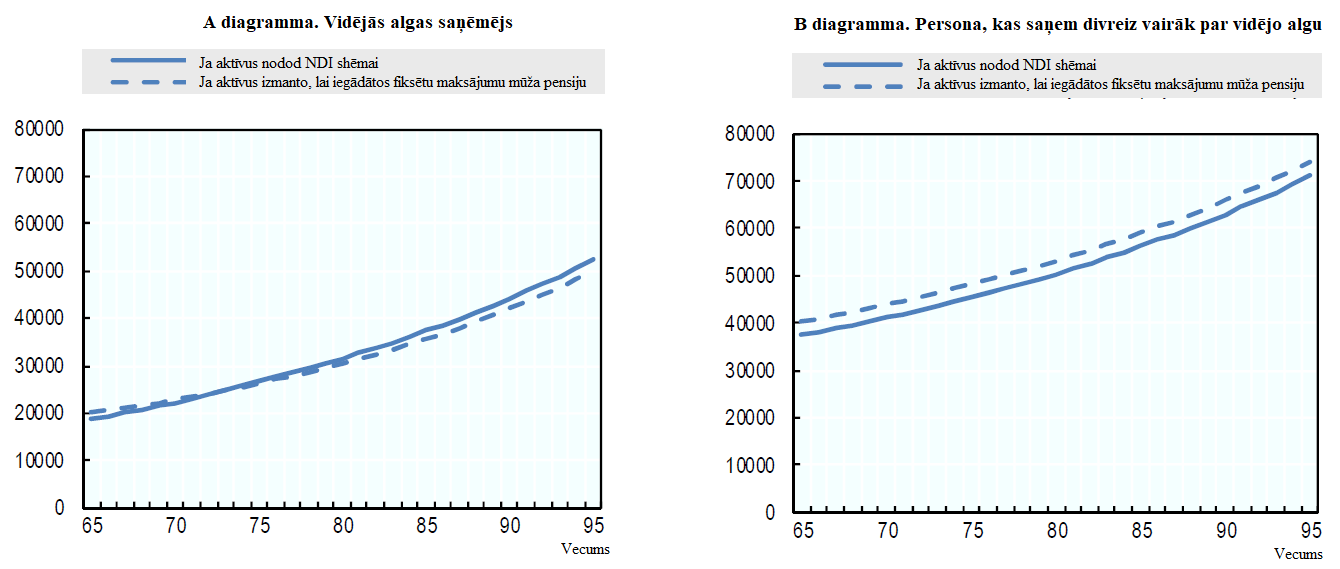 A diagramma. Vidējās algas saņēmējs
Ja aktīvus nodod NDI shēmai
Ja aktīvus izmanto, lai iegādātos fiksētu maksājumu mūža pensiju
80000
70000
60000
50000
40000
30000
20000
10000
0
65 70 75 80 85 90 95
Vecums
B diagramma. Persona, kas saņem divreiz vairāk par vidējo algu
Ja aktīvus nodod NDI shēmai
Ja aktīvus izmanto, lai iegādātos fiksētu maksājumu mūža pensiju
80000
70000
60000
50000
40000
30000
20000
10000
0
65 70 75 80 85 90 95
Vecums